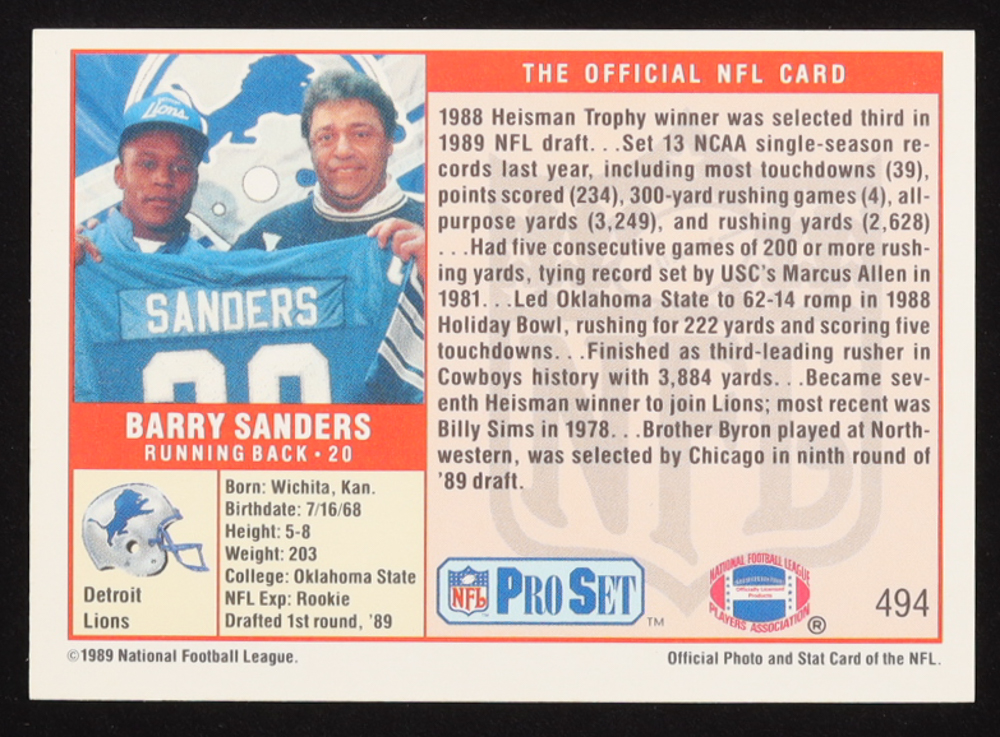 THE OFFICIAL NFL CARD
Lions
SANDERS
20
BARRY SANDERS
RUNNING BACK • 20
Detroit
Lions
Born: Wichita, Kan.
Birthdate: 7/16/68
Height: 5-8
Weight: 203
College: Oklahoma State
NFL Exp: Rookie
Drafted 1st round, '89
1988 Heisman Trophy winner was selected third in
1989 NFL draft. . .Set 13 NCAA single-season re-
cords last year, including most touchdowns (39),
points scored (234), 300-yard rushing games (4), all-
purpose yards (3,249), and rushing yards (2,628)
. . .Had five consecutive games of 200 or more rush-
ing yards, tying record set by USC's Marcus Allen in
1981. . .Led Oklahoma State to 62-14 romp in 1988
Holiday Bowl, rushing for 222 yards and scoring five
touchdowns. . .Finished as third-leading rusher in
Cowboys history with 3,884 yards. . .Became sev-
enth Heisman winner to join Lions; most recent was
Billy Sims in 1978. . .Brother Byron played at North-
western, was selected by Chicago in ninth round of
'89 draft.
NFL
NFL PRO SET ™
NATIONAL FOOTBALL LEAGUE
Officially Licensed
Products
PLAYERS ASSOCIATION ®
494
©1989 National Football League.
Official Photo and Stat Card of the NFL.